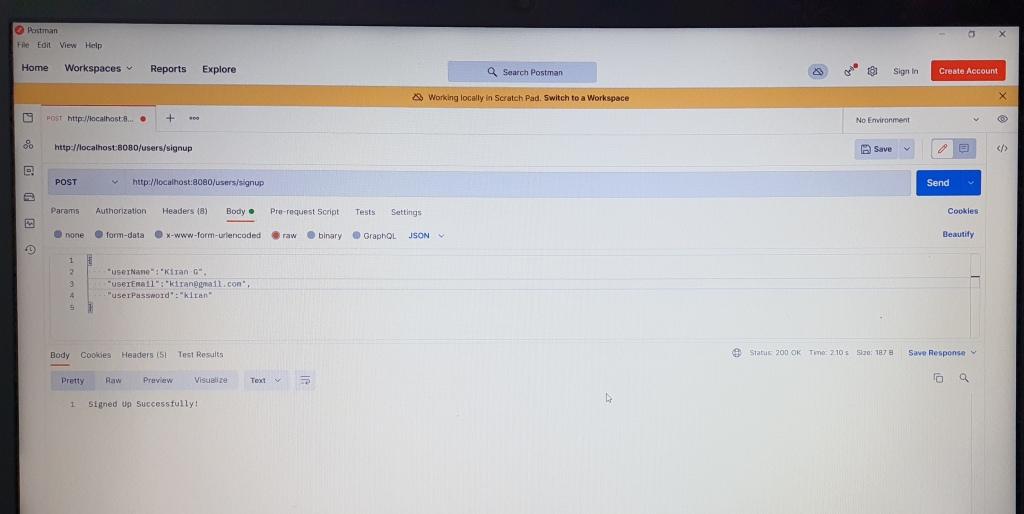 Postman
File Edit View Help
Home Workspaces Reports Explore
Search Postman
Sign In
Create Account
Working locally in Scratch Pad. Switch to a Workspace
POST http://localhost:8...
No Environment
http://localhost:8080/users/signup
Save
POST http://localhost:8080/users/signup
Send
Params Authorization Headers (8) Body Pre-request Script Tests Settings
Cookies
none form-data x-www-form-urlencoded raw binary GraphQL JSON
Beautify
1 {
2 "userName":"Kiran G",
3 "userEmail":"kiran@gmail.com",
4 "userPassword":"kiran"
5 }
Body Cookies Headers (5) Test Results
Status: 200 OK Time: 2.10 s Size: 187 B Save Response
Pretty Raw Preview Visualize Text
1 Signed Up Successfully!